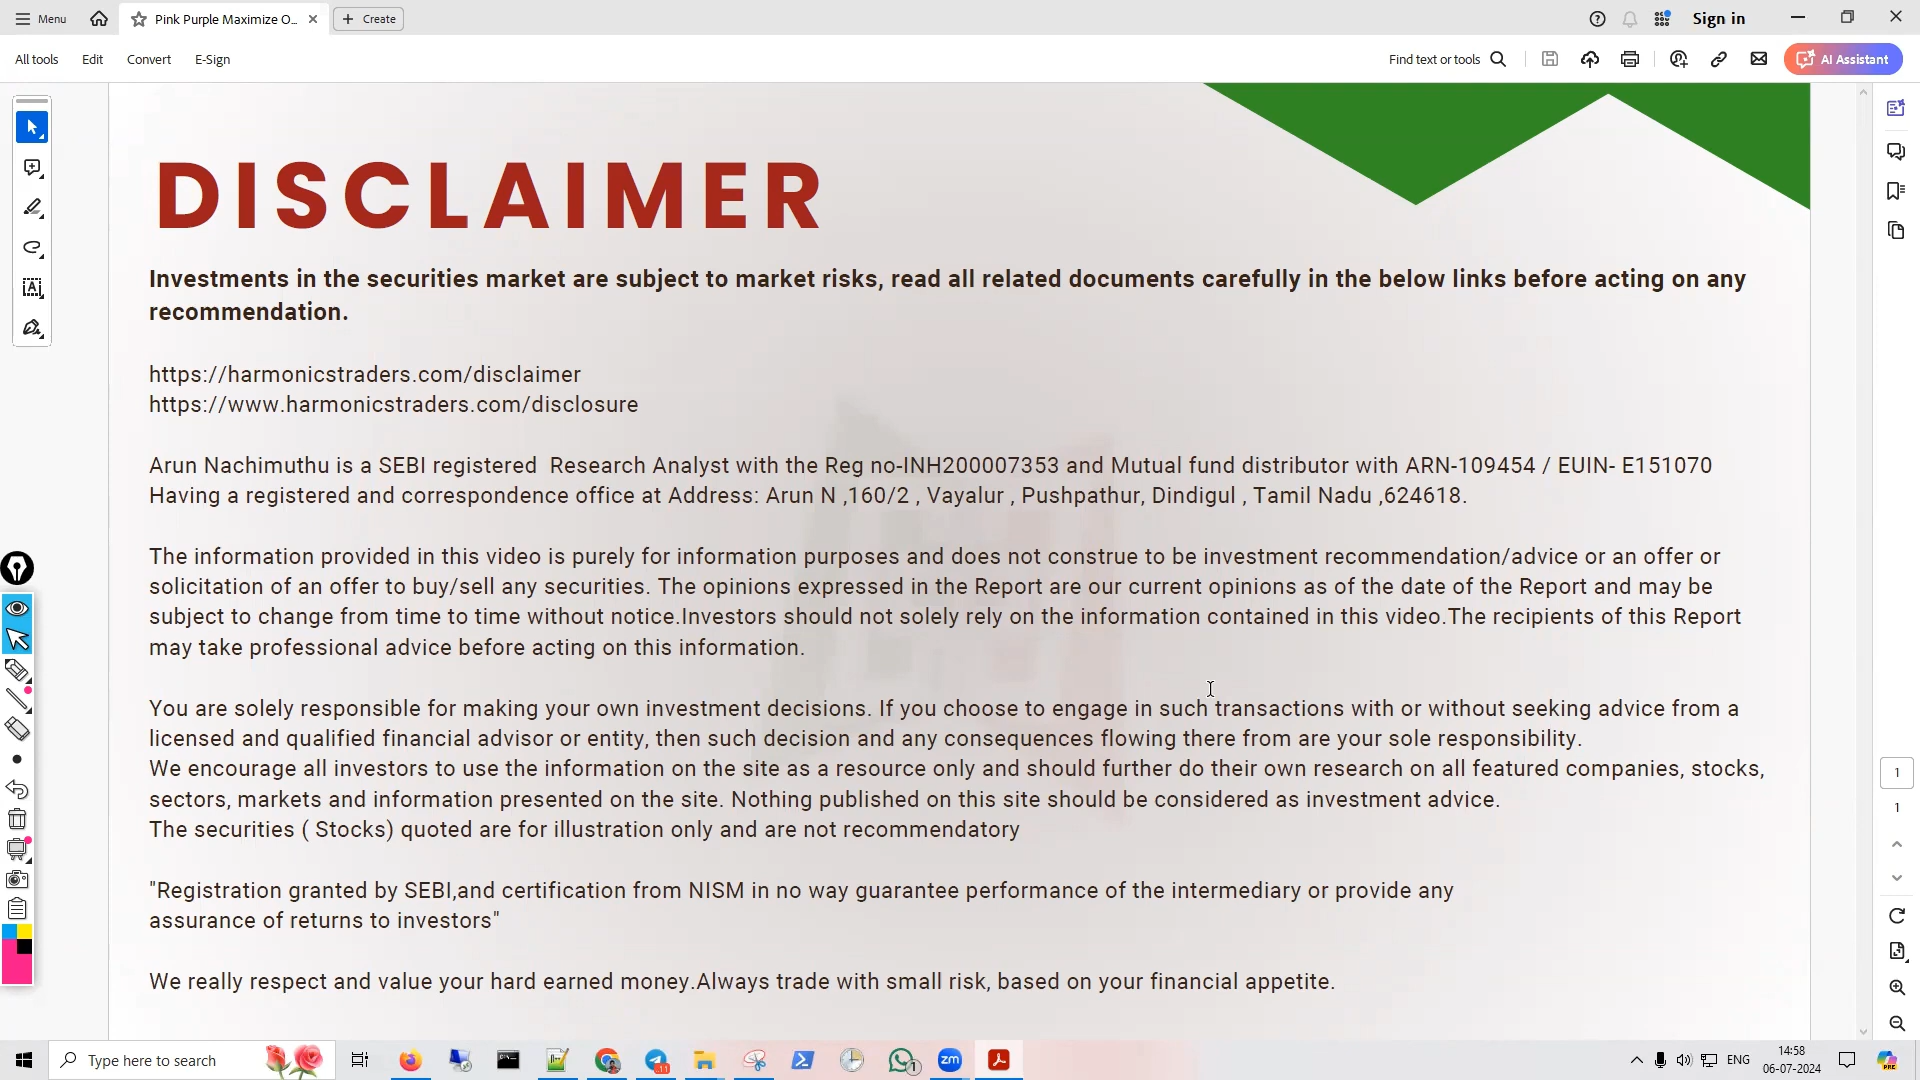 Menu
Pink Purple Maximize O...
Create
Sign in
All tools
Edit
Convert
E-Sign
Find text or tools
AI Assistant
DISCLAIMER
Investments in the securities market are subject to market risks, read all related documents carefully in the below links before acting on any
recommendation.
https://harmonicstraders.com/disclaimer
https://www.harmonicstraders.com/disclosure
Arun Nachimuthu is a SEBI registered  Research Analyst with the Reg no-INH200007353 and Mutual fund distributor with ARN-109454 / EUIN- E151070
Having a registered and correspondence office at Address: Arun N ,160/2 , Vayalur , Pushpathur, Dindigul , Tamil Nadu ,624618.
The information provided in this video is purely for information purposes and does not construe to be investment recommendation/advice or an offer or
solicitation of an offer to buy/sell any securities. The opinions expressed in the Report are our current opinions as of the date of the Report and may be
subject to change from time to time without notice.Investors should not solely rely on the information contained in this video.The recipients of this Report
may take professional advice before acting on this information.
You are solely responsible for making your own investment decisions. If you choose to engage in such transactions with or without seeking advice from a
licensed and qualified financial advisor or entity, then such decision and any consequences flowing there from are your sole responsibility.
We encourage all investors to use the information on the site as a resource only and should further do their own research on all featured companies, stocks,
sectors, markets and information presented on the site. Nothing published on this site should be considered as investment advice.
The securities ( Stocks) quoted are for illustration only and are not recommendatory
"Registration granted by SEBI,and certification from NISM in no way guarantee performance of the intermediary or provide any
assurance of returns to investors"
We really respect and value your hard earned money.Always trade with small risk, based on your financial appetite.
1
1
Type here to search
11
1
zm
ENG
14:58
06-07-2024
PRE